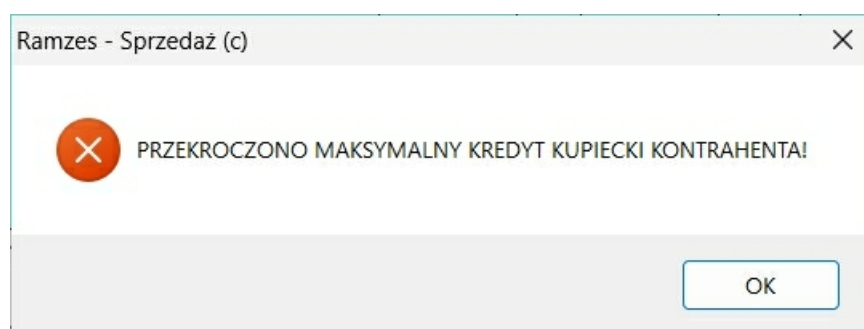 Ramzes - Sprzedaż (c)
PRZEKROCZONO MAKSYMALNY KREDYT KUPIECKI KONTRAHENTA!
OK